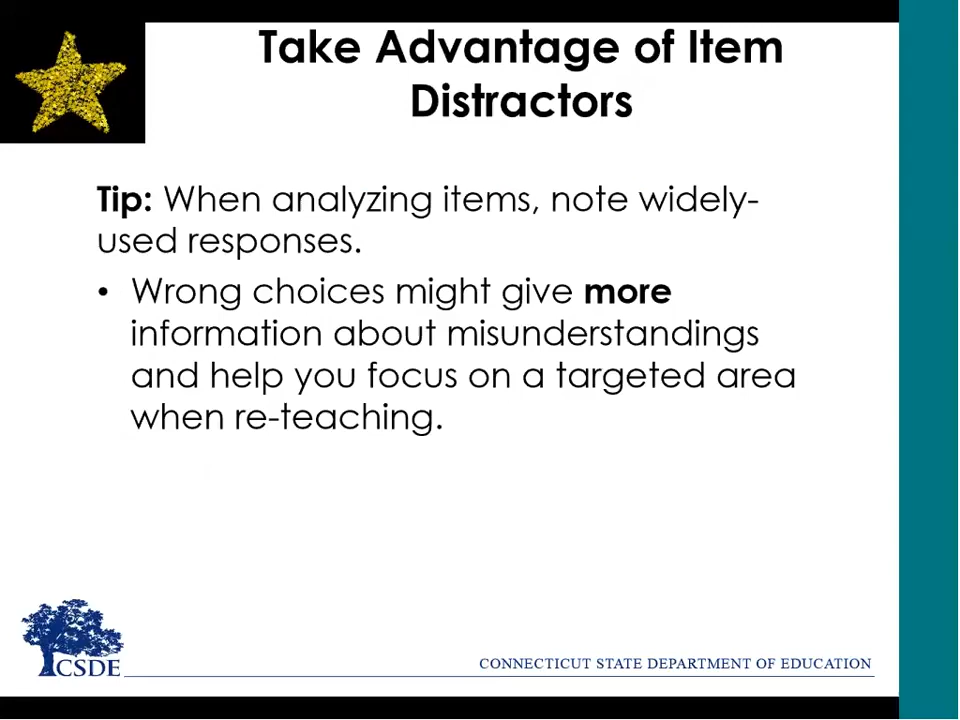 Take Advantage of Item
Distractors
Tip: When analyzing items, note widely-
used responses.
• Wrong choices might give more
information about misunderstandings
and help you focus on a targeted area
when re-teaching.
CSDE
CONNECTICUT STATE DEPARTMENT OF EDUCATION